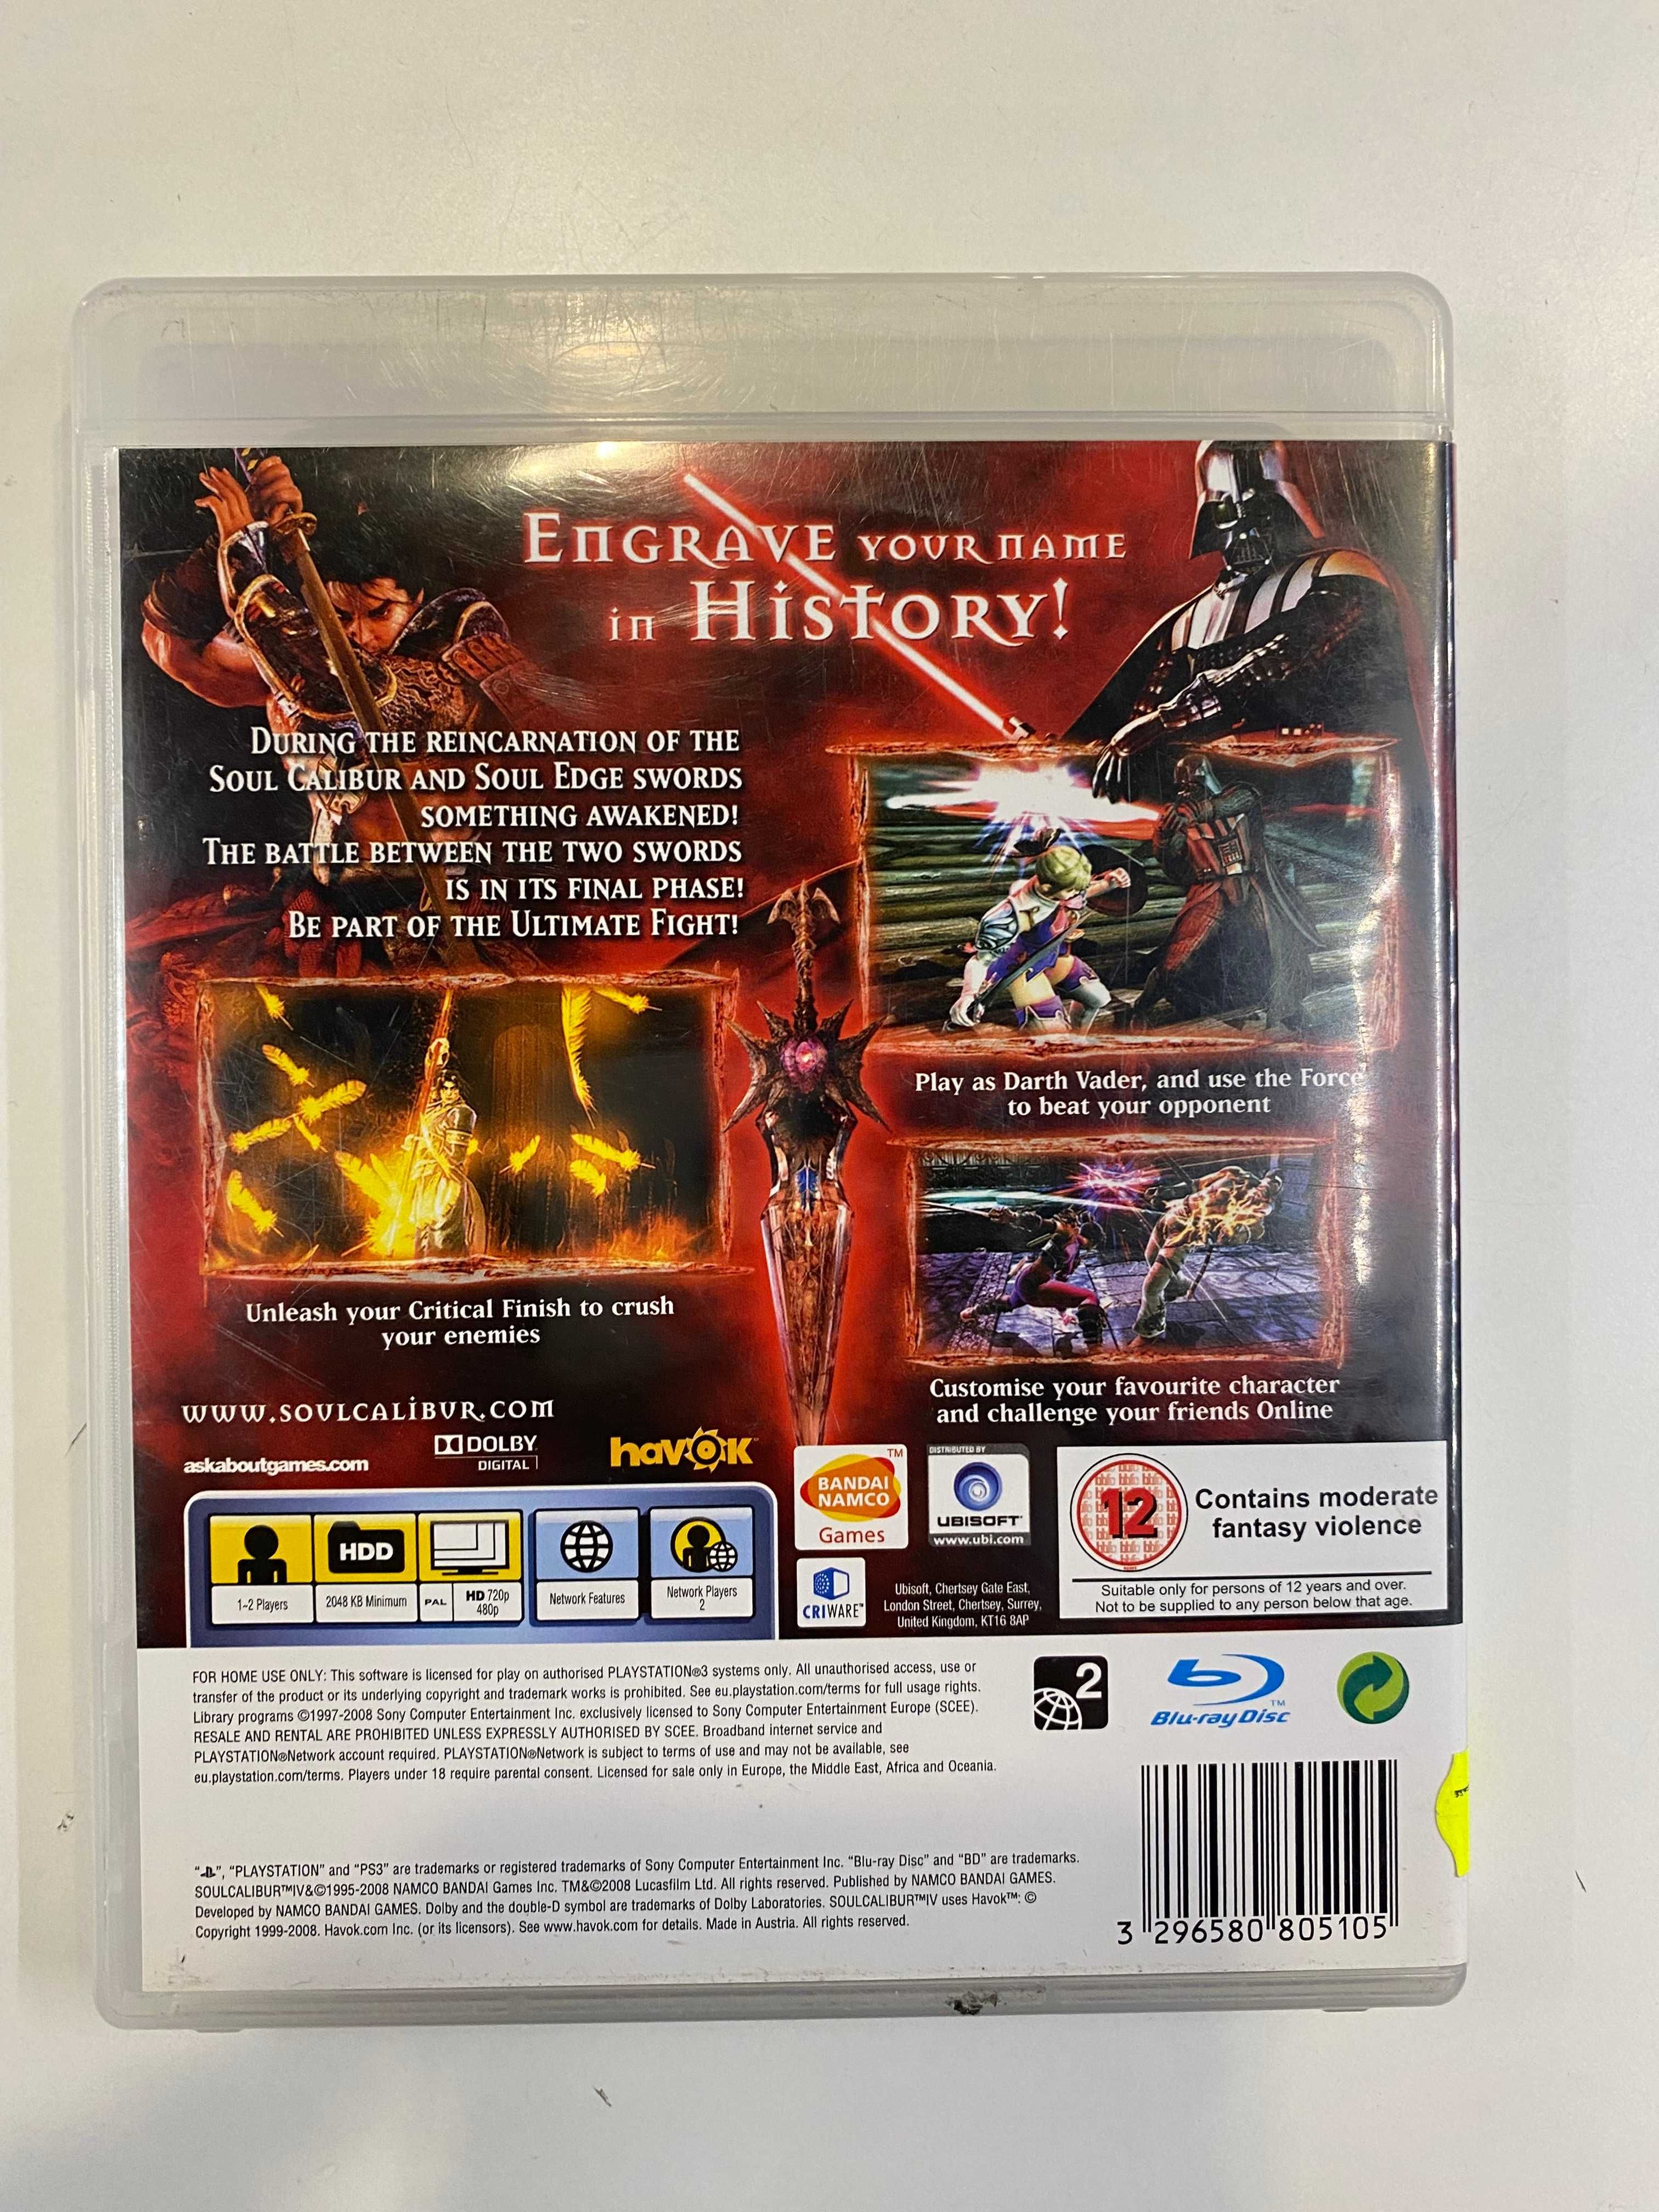 Engrave your name
in History!
During the reincarnation of the
Soul Calibur and Soul Edge swords
something awakened!
The battle between the two swords
is in its final phase!
Be part of the Ultimate Fight!
Play as Darth Vader, and use the Force
to beat your opponent
Unleash your Critical Finish to crush
your enemies
Customise your favourite character
and challenge your friends Online
www.soulcalibur.com
askaboutgames.com
DOLBY
DIGITAL
havok
BANDAI
NAMCO
Games
TM
DISTRIBUTED BY
UBISOFT
www.ubi.com
12
Contains moderate
fantasy violence
Suitable only for persons of 12 years and over.
Not to be supplied to any person below that age.
1-2 Players
HDD
2048 KB Minimum
PAL
HD 720p
480p
Network Features
Network Players
2
CRIWARE™
Ubisoft, Chertsey Gate East,
London Street, Chertsey, Surrey,
United Kingdom, KT16 8AP
FOR HOME USE ONLY: This software is licensed for play on authorised PLAYSTATION®3 systems only. All unauthorised access, use or
transfer of the product or its underlying copyright and trademark works is prohibited. See eu.playstation.com/terms for full usage rights.
Library programs ©1997-2008 Sony Computer Entertainment Inc. exclusively licensed to Sony Computer Entertainment Europe (SCEE).
RESALE AND RENTAL ARE PROHIBITED UNLESS EXPRESSLY AUTHORISED BY SCEE. Broadband internet service and
PLAYSTATION®Network account required. PLAYSTATION®Network is subject to terms of use and may not be available, see
eu.playstation.com/terms. Players under 18 require parental consent. Licensed for sale only in Europe, the Middle East, Africa and Oceania.
2
Blu-ray Disc
TM
"", "PLAYSTATION" and "PS3" are trademarks or registered trademarks of Sony Computer Entertainment Inc. "Blu-ray Disc" and "BD" are trademarks.
SOULCALIBUR™IV&©1995-2008 NAMCO BANDAI Games Inc. TM&©2008 Lucasfilm Ltd. All rights reserved. Published by NAMCO BANDAI GAMES.
Developed by NAMCO BANDAI GAMES. Dolby and the double-D symbol are trademarks of Dolby Laboratories. SOULCALIBUR™IV uses Havok™: ©
Copyright 1999-2008. Havok.com Inc. (or its licensors). See www.havok.com for details. Made in Austria. All rights reserved.
3 296580 805105